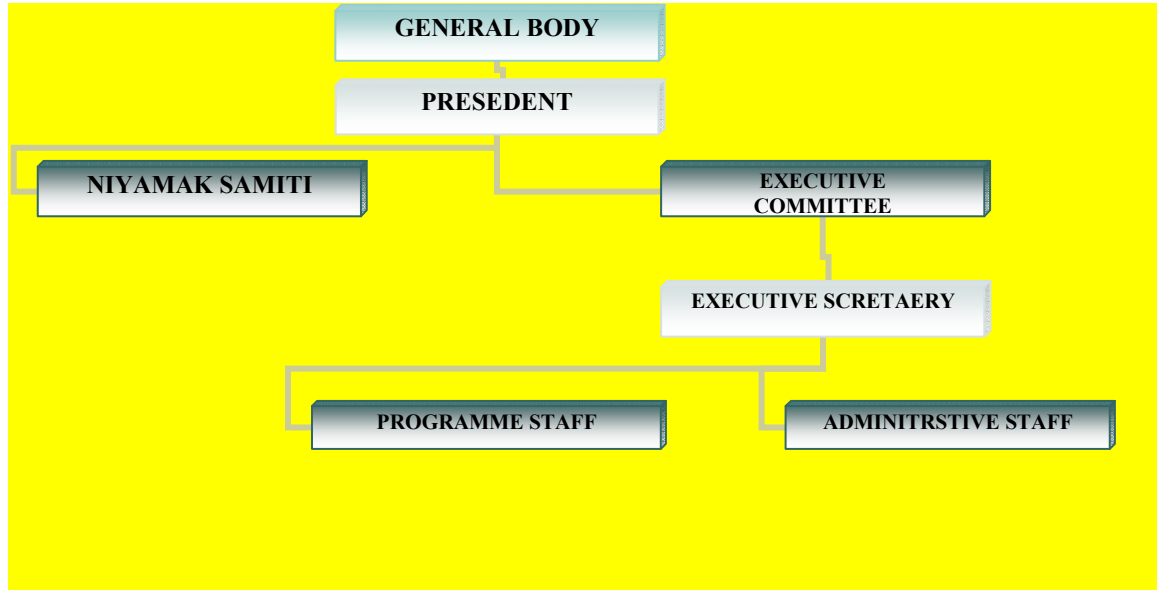 GENERAL BODY
PRESEDENT
NIYAMAK SAMITI
EXECUTIVE
COMMITTEE
EXECUTIVE SCRETAERY
PROGRAMME STAFF
ADMINITRSTIVE STAFF